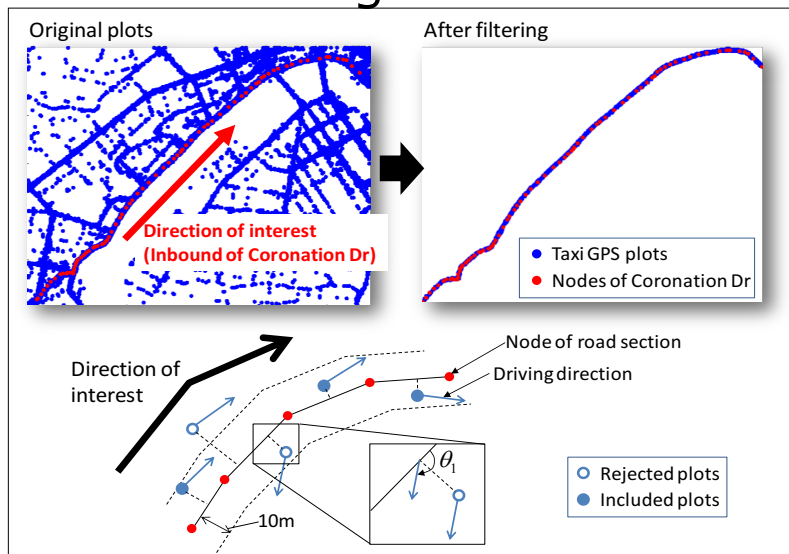 Original plots
After filtering
Direction of interest
(Inbound of Coronation Dr)
Taxi GPS plots
Nodes of Coronation Dr
Direction of
interest
Node of road section
Driving direction
θ1
Rejected plots
Included plots
10m